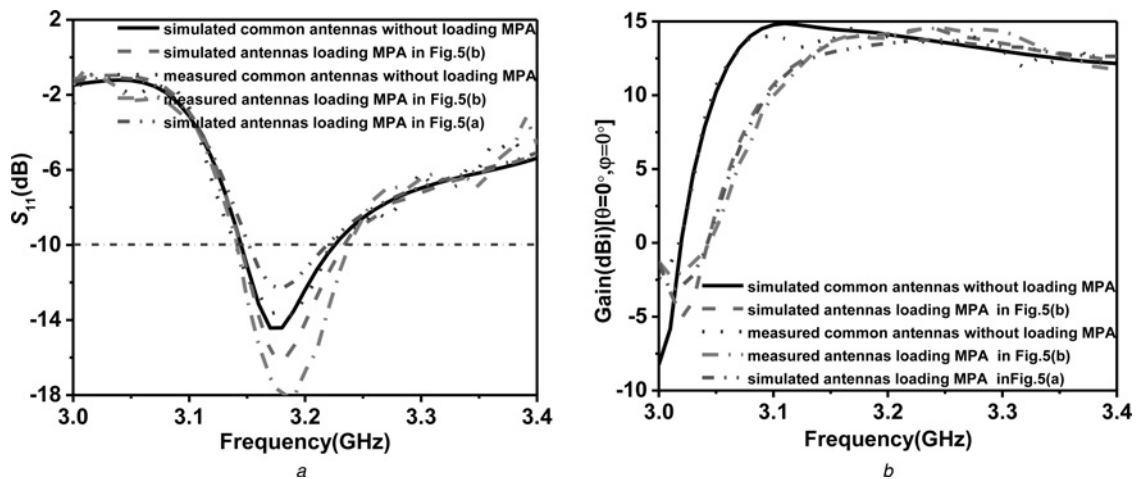 2
-2
-6
-10
-14
-18
S11(dB)
simulated common antennas without loading MPA
simulated antennas loading MPA in Fig.5(b)
measured common antennas without loading MPA
measured antennas loading MPA in Fig.5(b)
simulated antennas loading MPA in Fig.5(a)
3.0 3.1 3.2 3.3 3.4
Frequency(GHz)
a
15
10
5
0
-5
-10
Gain(dBi)[θ=0°,φ=0°]
simulated common antennas without loading MPA
simulated antennas loading MPA in Fig.5(b)
measured common antennas without loading MPA
measured antennas loading MPA in Fig.5(b)
simulated antennas loading MPA inFig.5(a)
3.0 3.1 3.2 3.3 3.4
Frequency(GHz)
b